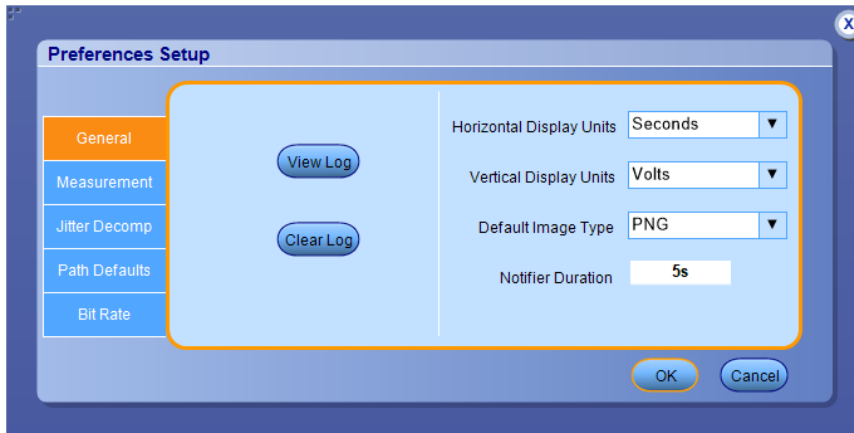 X
Preferences Setup
General
Measurement
Jitter Decomp
Path Defaults
Bit Rate
View Log
Clear Log
Horizontal Display Units Seconds
Vertical Display Units Volts
Default Image Type PNG
Notifier Duration 5s
OK Cancel